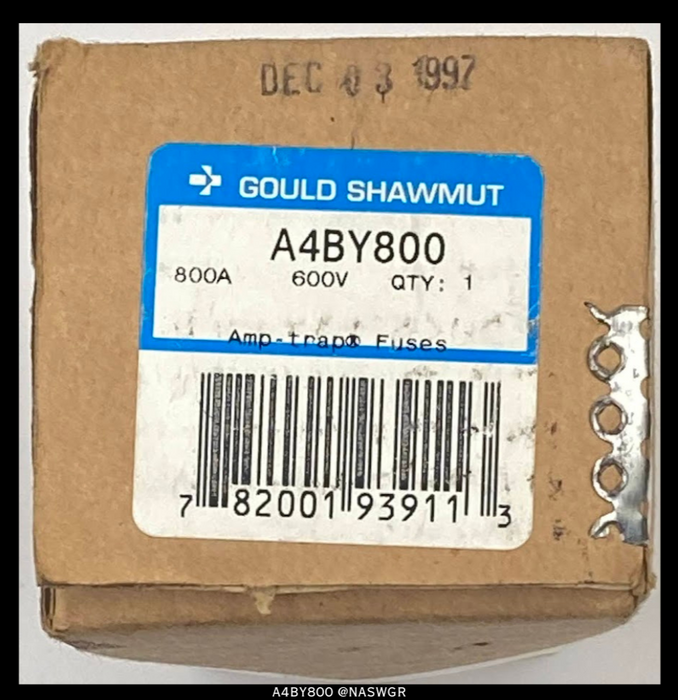 DEC 03 1997
GOULD SHAWMUT
A4BY800
800A 600V QTY: 1
Amp-trap® Fuses
7 82001 93911 3
A4BY800 @NASWGR